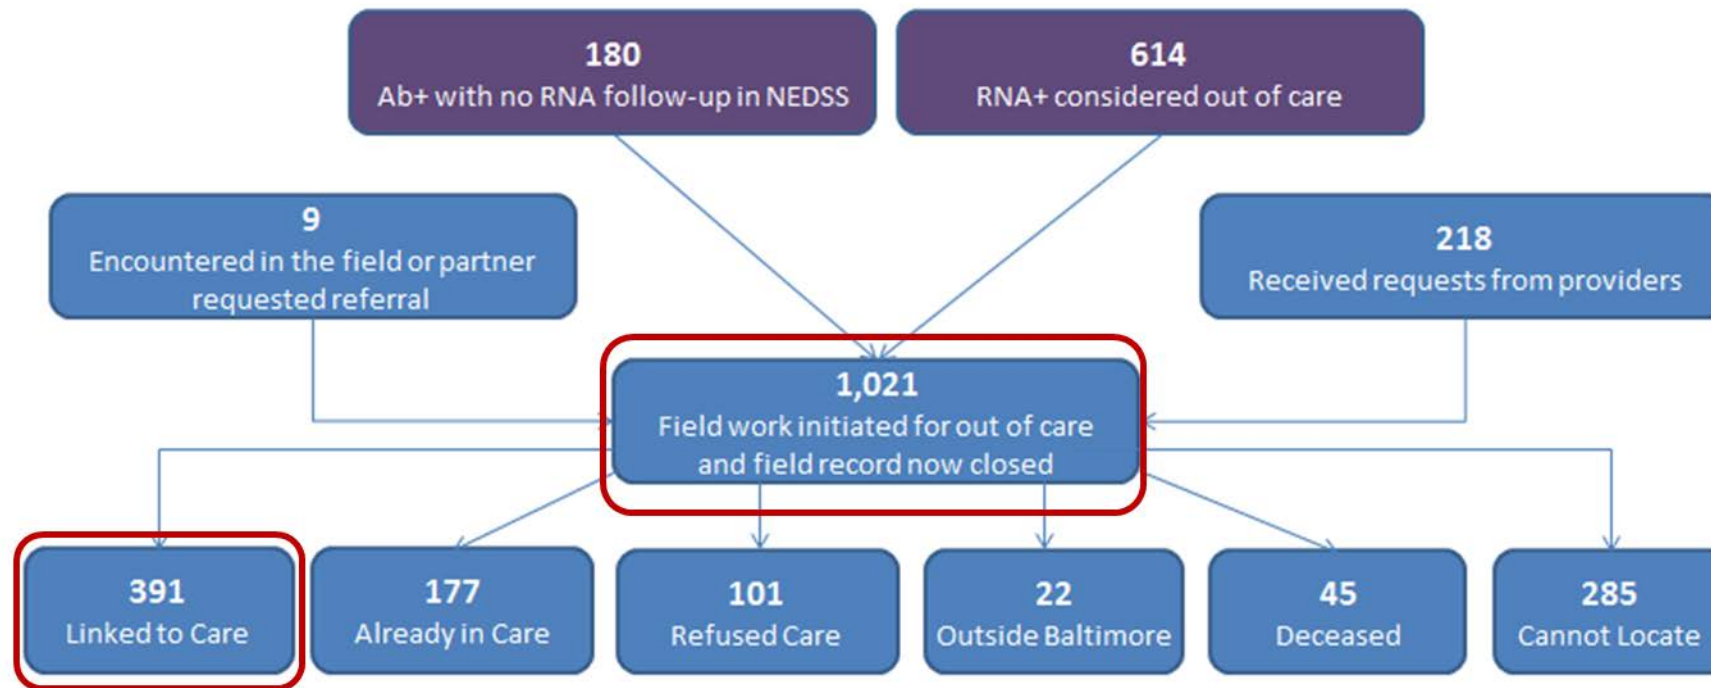 180
Ab+ with no RNA follow-up in NEDSS
614
RNA+ considered out of care
9
Encountered in the field or partner
requested referral
218
Received requests from providers
1,021
Field work initiated for out of care
and field record now closed
391
Linked to Care
177
Already in Care
101
Refused Care
22
Outside Baltimore
45
Deceased
285
Cannot Locate